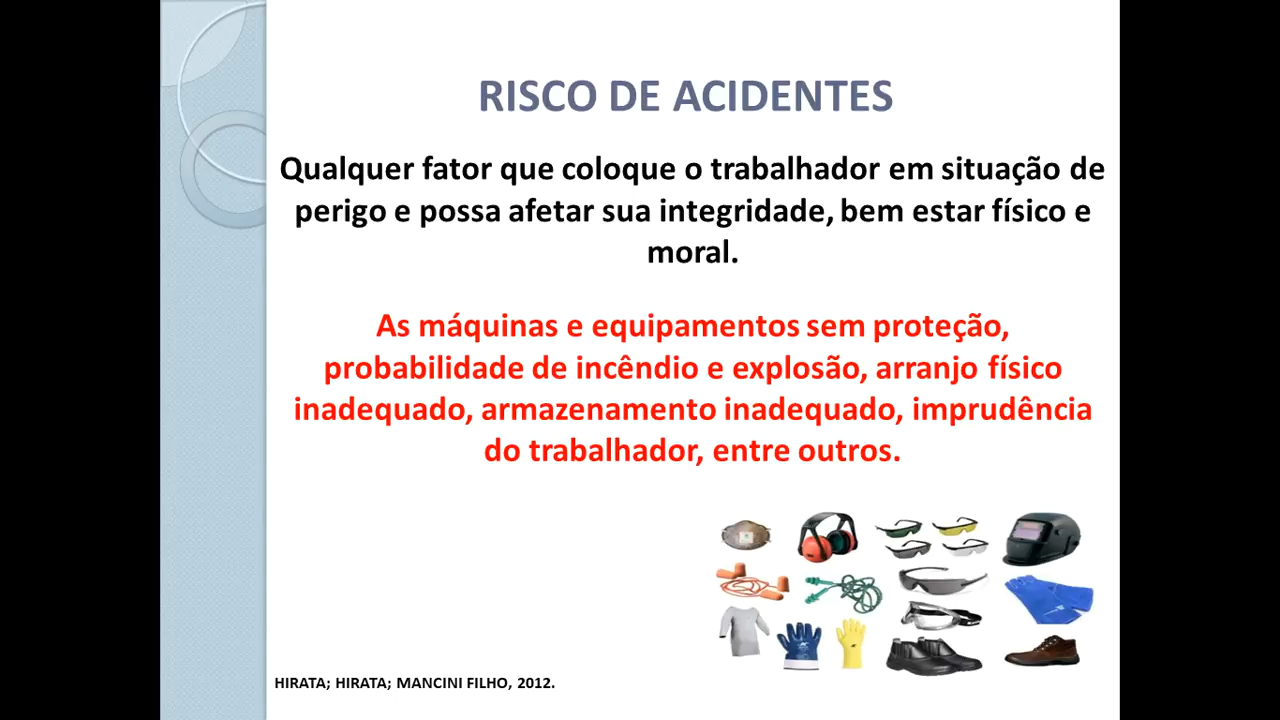 RISCO DE ACIDENTES
Qualquer fator que coloque o trabalhador em situação de
perigo e possa afetar sua integridade, bem estar físico e
moral.
As máquinas e equipamentos sem proteção,
probabilidade de incêndio e explosão, arranjo físico
inadequado, armazenamento inadequado, imprudência
do trabalhador, entre outros.
HIRATA; HIRATA; MANCINI FILHO, 2012.